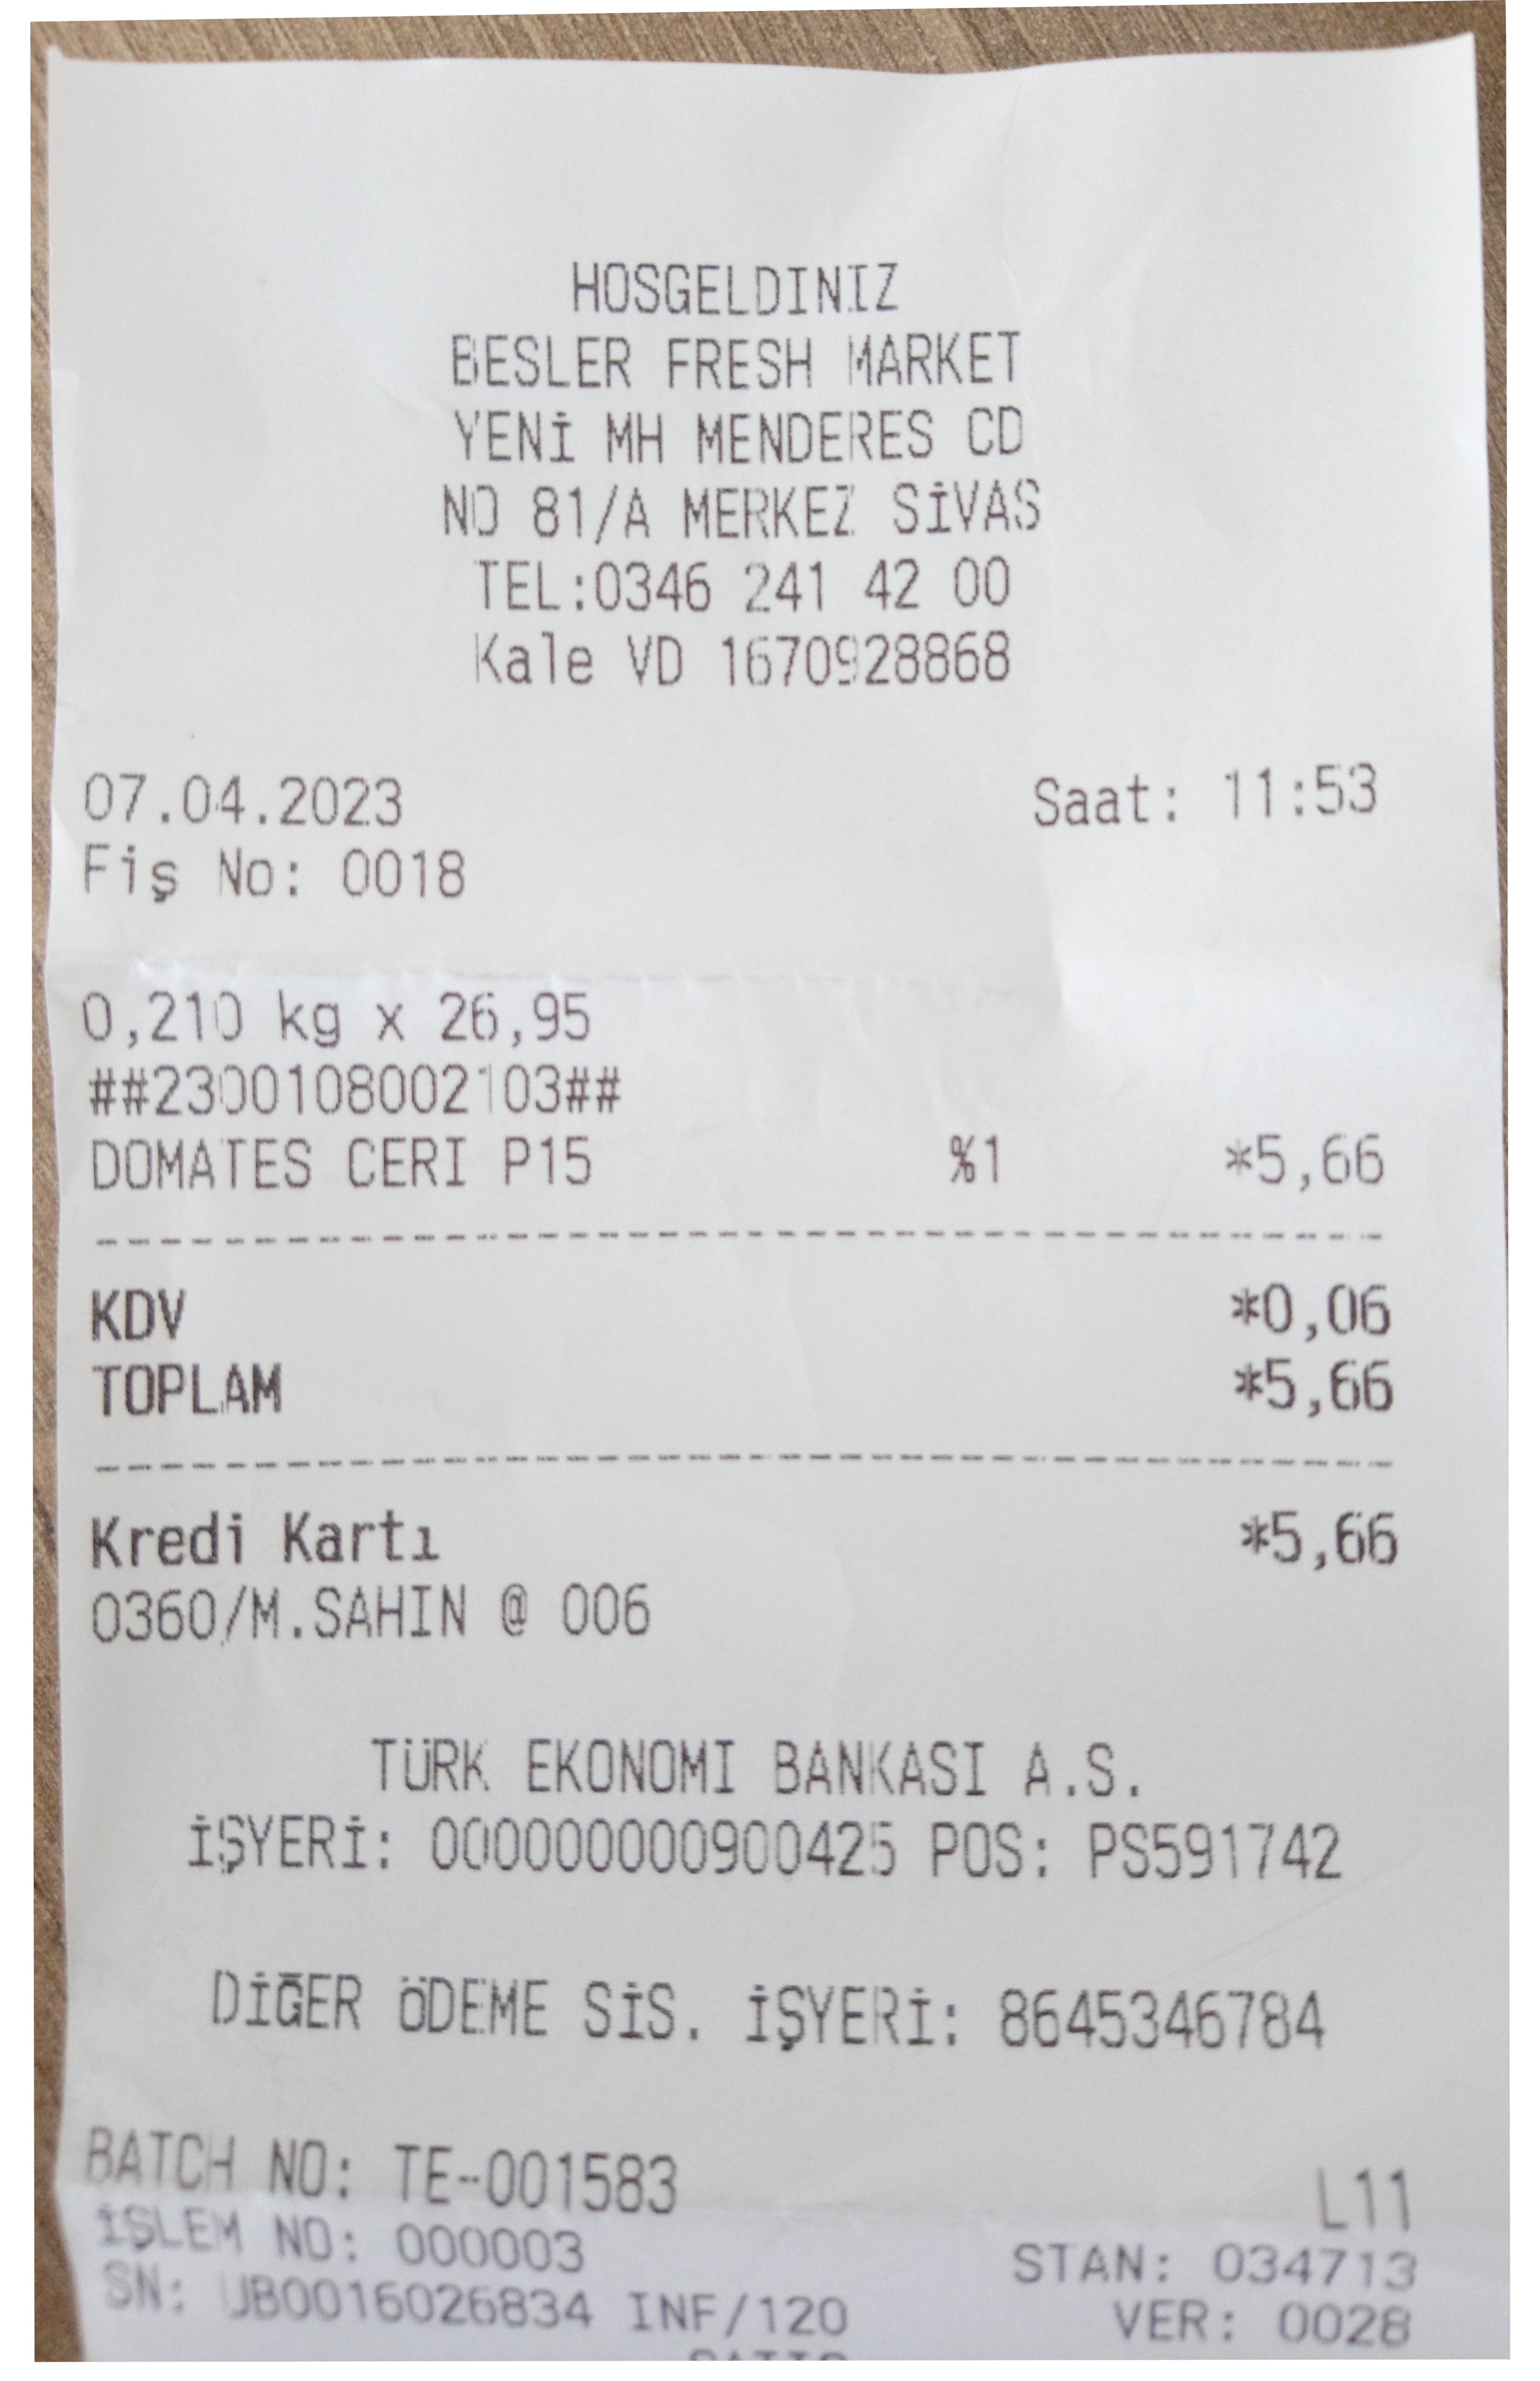 HOSGELDINIZ
BESLER FRESH MARKET
YENİ MH MENDERES CD
NO 81/A MERKEZ SİVAS
TEL:0346 241 42 00
Kale VD 1670928868
07.04.2023 Saat: 11:53
Fiş No: 0018
0,210 kg x 26,95
##2300108002103##
DOMATES CERI P15 %1 *5,66
KDV *0,06
TOPLAM *5,66
Kredi Kartı *5,66
0360/M.SAHIN @ 006
TÜRK EKONOMI BANKASI A.S.
İŞYERİ: 000000000900425 POS: PS591742
DİĞER ÖDEME SİS. İŞYERİ: 8645346784
BATCH NO: TE-001583 L11
İŞLEM NO: 000003 STAN: 034713
SN: JB0016026834 INF/120 VER: 0028